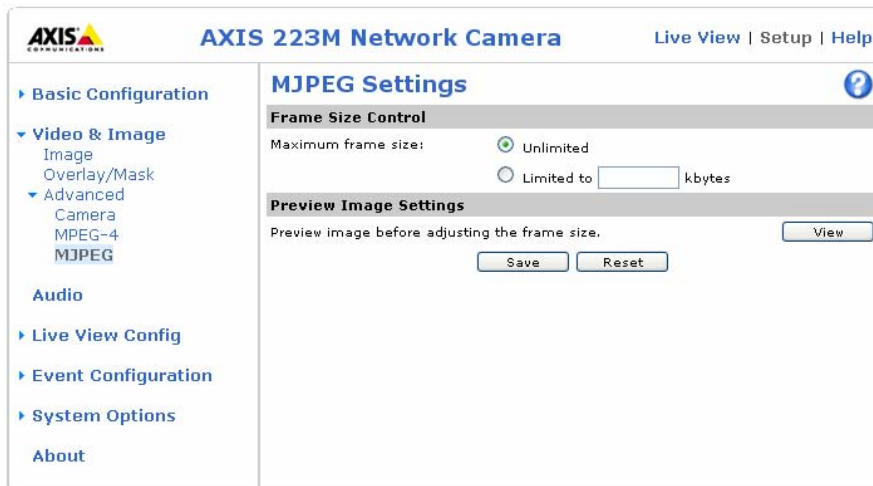 AXIS
COMMUNICATIONS
AXIS 223M Network Camera
Live View | Setup | Help
Basic Configuration
Video & Image
Image
Overlay/Mask
Advanced
Camera
MPEG-4
MJPEG
Audio
Live View Config
Event Configuration
System Options
About
MJPEG Settings
?
Frame Size Control
Maximum frame size:
Unlimited
Limited to kbytes
Preview Image Settings
Preview image before adjusting the frame size.
View
Save Reset